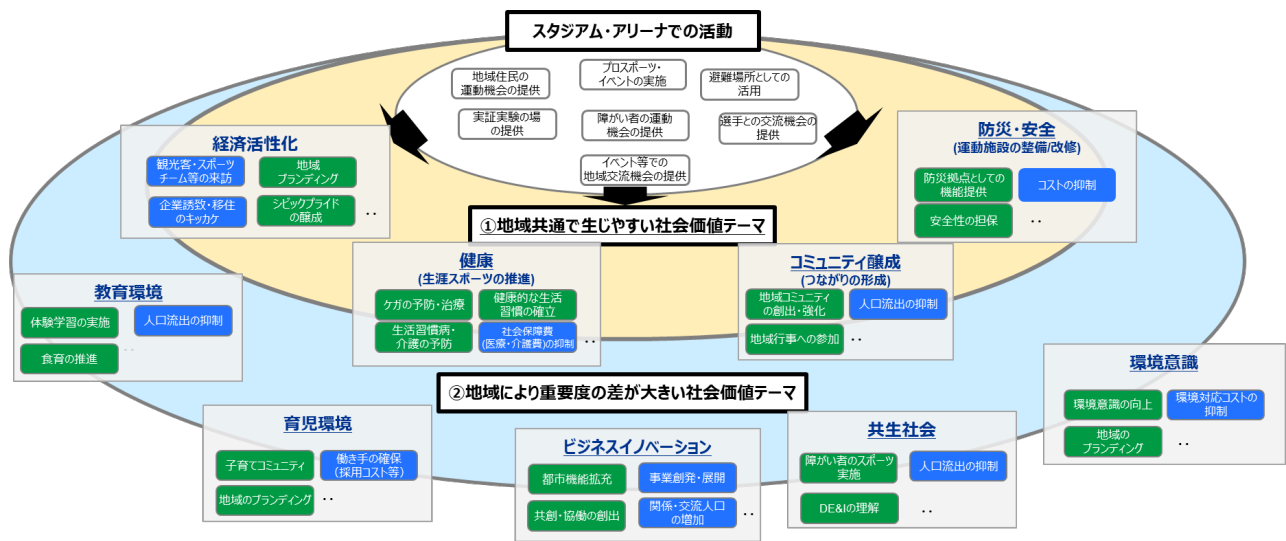 スタジアム・アリーナでの活動
地域住民の
運動機会の提供
プロスポーツ・
イベントの実施
避難場所としての
活用
実証実験の場
の提供
障がい者の運動
機会の提供
選手との交流機会の
提供
イベント等での
地域交流機会の提供
経済活性化
観光客・スポーツ
チーム等の来訪
地域
ブランディング
企業誘致・移住
のキッカケ
シビックプライド
の醸成
‥
防災・安全
(運動施設の整備/改修)
防災拠点としての
機能提供
コストの抑制
安全性の担保
‥
①地域共通で生じやすい社会価値テーマ
健康
(生涯スポーツの推進)
ケガの予防・治療
健康的な生活
習慣の確立
生活習慣病・
介護の予防
社会保障費
(医療・介護費)の抑制
‥
コミュニティ醸成
(つながりの形成)
地域コミュニティ
の創出・強化
人口流出の抑制
地域行事への参加
‥
教育環境
体験学習の実施
人口流出の抑制
食育の推進
‥
②地域により重要度の差が大きい社会価値テーマ
環境意識
環境意識の向上
環境対応コストの
抑制
地域の
ブランディング
‥
育児環境
子育てコミュニティ
働き手の確保
（採用コスト等）
地域のブランディング
‥
ビジネスイノベーション
都市機能拡充
事業創発・展開
共創・協働の創出
関係・交流人口
の増加
‥
共生社会
障がい者のスポーツ
実施
人口流出の抑制
DE&Iの理解
‥